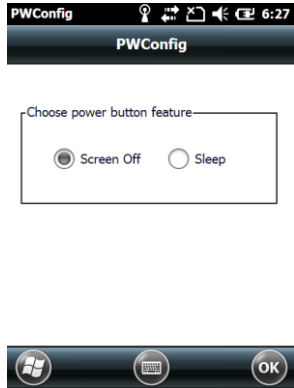 PWConfig 6:27
PWConfig
Choose power button feature
Screen Off Sleep
OK